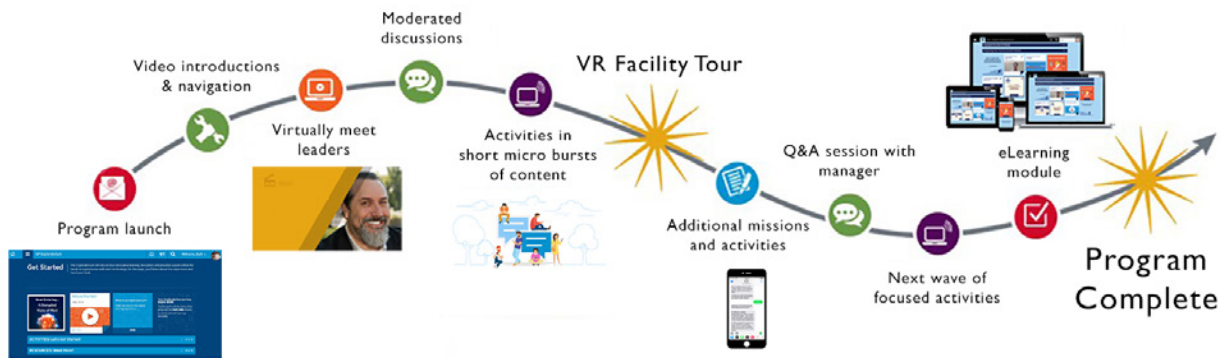 Program launch
Get Started
Video introductions
& navigation
Virtually meet
leaders
Moderated
discussions
Activities in
short micro bursts
of content
VR Facility Tour
Additional missions
and activities
Q&A session with
manager
Next wave of
focused activities
eLearning
module
Program
Complete